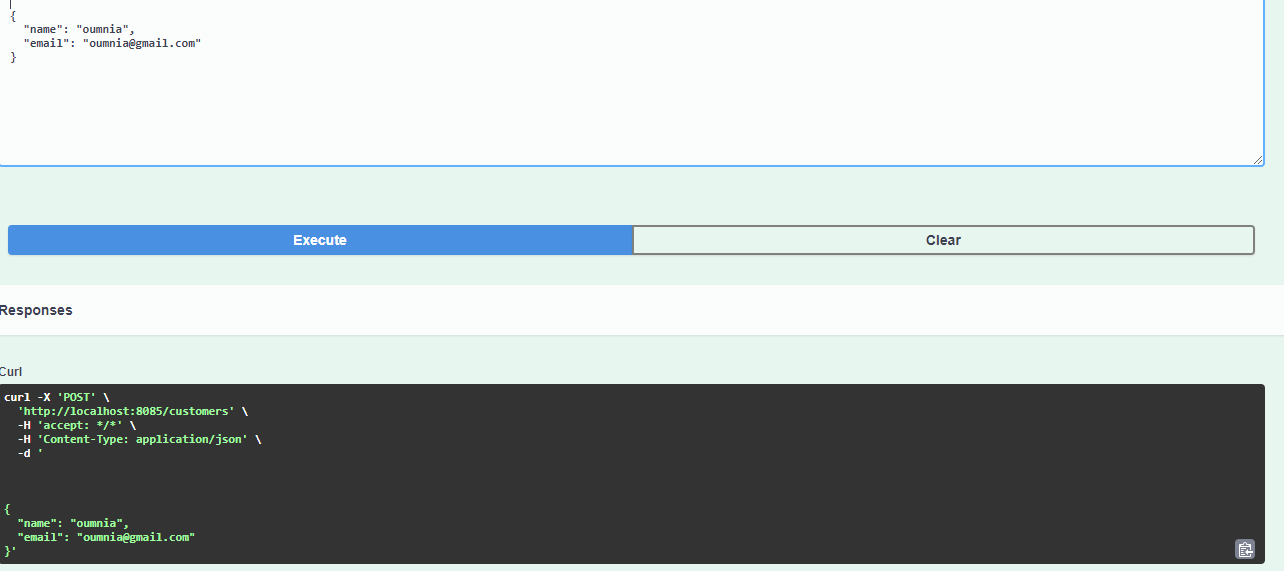 {
  "name": "oumnia",
  "email": "oumnia@gmail.com"
}
Execute
Clear
Responses
Curl
curl -X 'POST' \
  'http://localhost:8085/customers' \
  -H 'accept: */*' \
  -H 'Content-Type: application/json' \
  -d '
{
  "name": "oumnia",
  "email": "oumnia@gmail.com"
}'